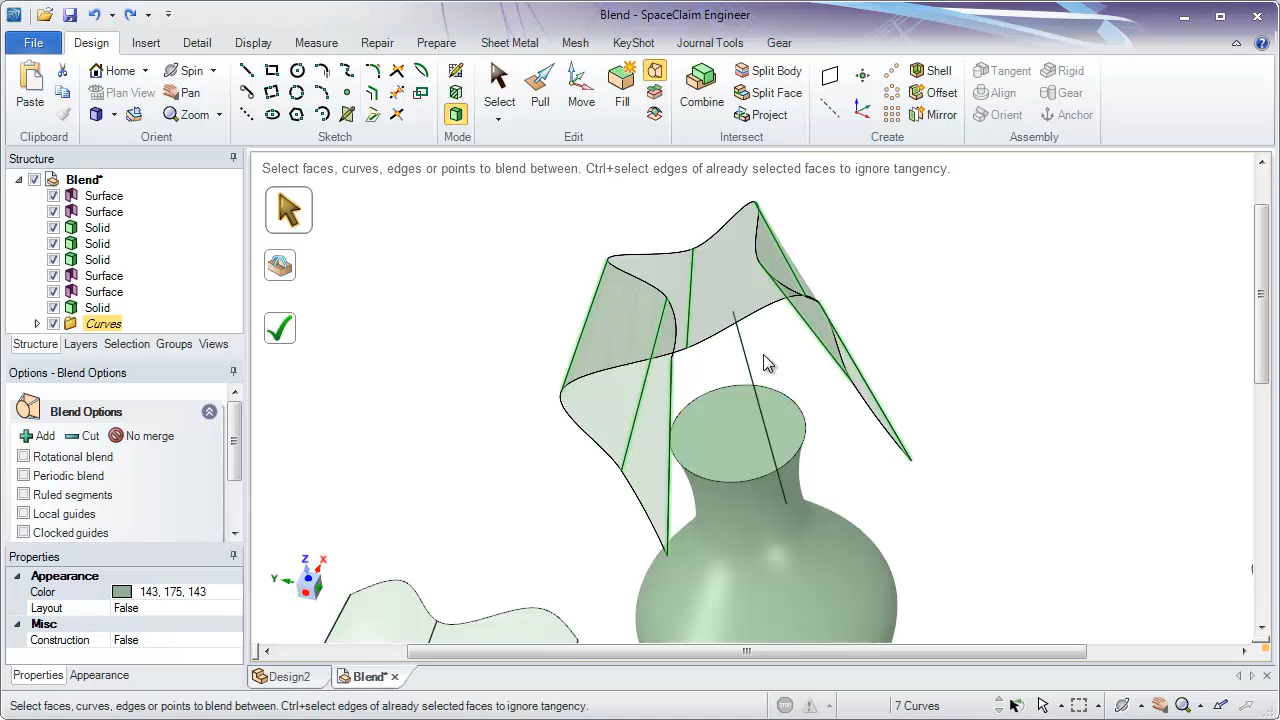 Blend - SpaceClaim Engineer
File Design Insert Detail Display Measure Repair Prepare Sheet Metal Mesh KeyShot Journal Tools Gear
Paste
Clipboard
Home
Plan View
Spin
Pan
Zoom
Orient
Sketch
Mode
Select
Pull
Move
Fill
Edit
Combine
Split Body
Split Face
Project
Intersect
Shell
Offset
Mirror
Create
Tangent
Align
Orient
Rigid
Gear
Anchor
Assembly
Structure
Blend*
Surface
Surface
Solid
Solid
Solid
Surface
Surface
Solid
Curves
Structure Layers Selection Groups Views
Options - Blend Options
Blend Options
Add Cut No merge
Rotational blend
Periodic blend
Ruled segments
Local guides
Clocked guides
Properties
Appearance
Color 143, 175, 143
Layout False
Misc
Construction False
Properties Appearance
Select faces, curves, edges or points to blend between. Ctrl+select edges of already selected faces to ignore tangency.
Z
X
Y
Design2 Blend*
Select faces, curves, edges or points to blend between. Ctrl+select edges of already selected faces to ignore tangency.
7 Curves